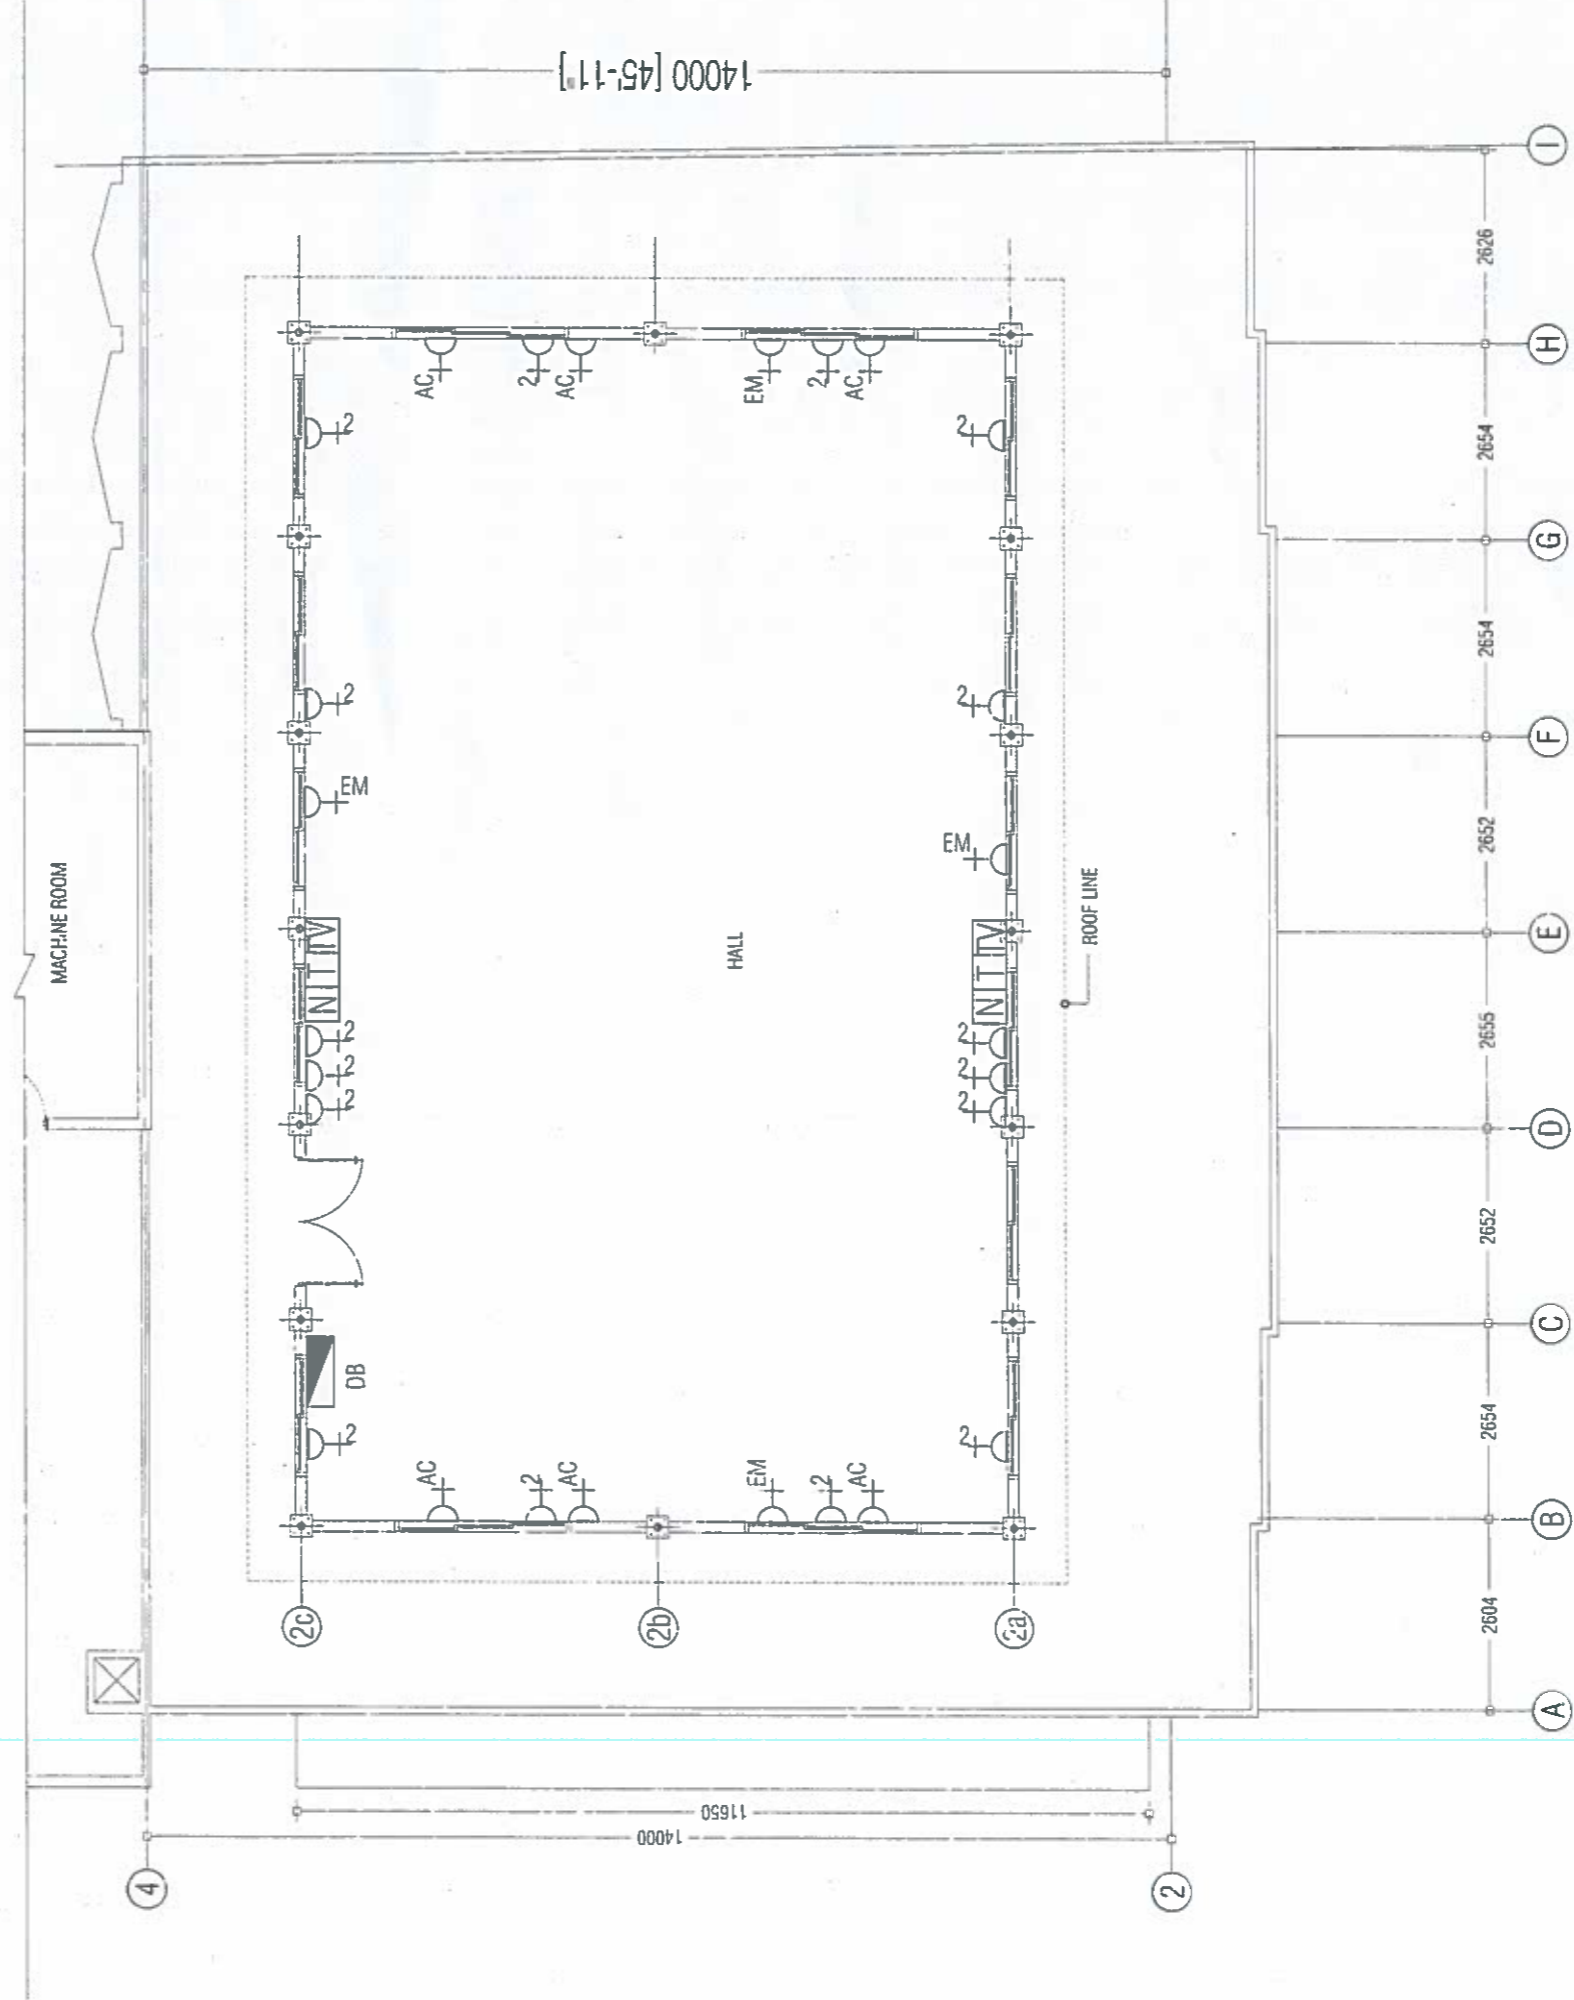 14000 [45'-11"]
MACHINE ROOM
AC
2
AC
EM
2
AC
2
2
2
2
EM
EM
N T TV
N T TV
HALL
ROOF LINE
2
2
2
2
2
2
DB
2
2
AC
2
AC
EM
2
AC
2c
2b
2a
11650
14000
4
2
I
2626
H
2654
G
2654
F
2652
E
2655
D
2652
C
2654
B
2604
A